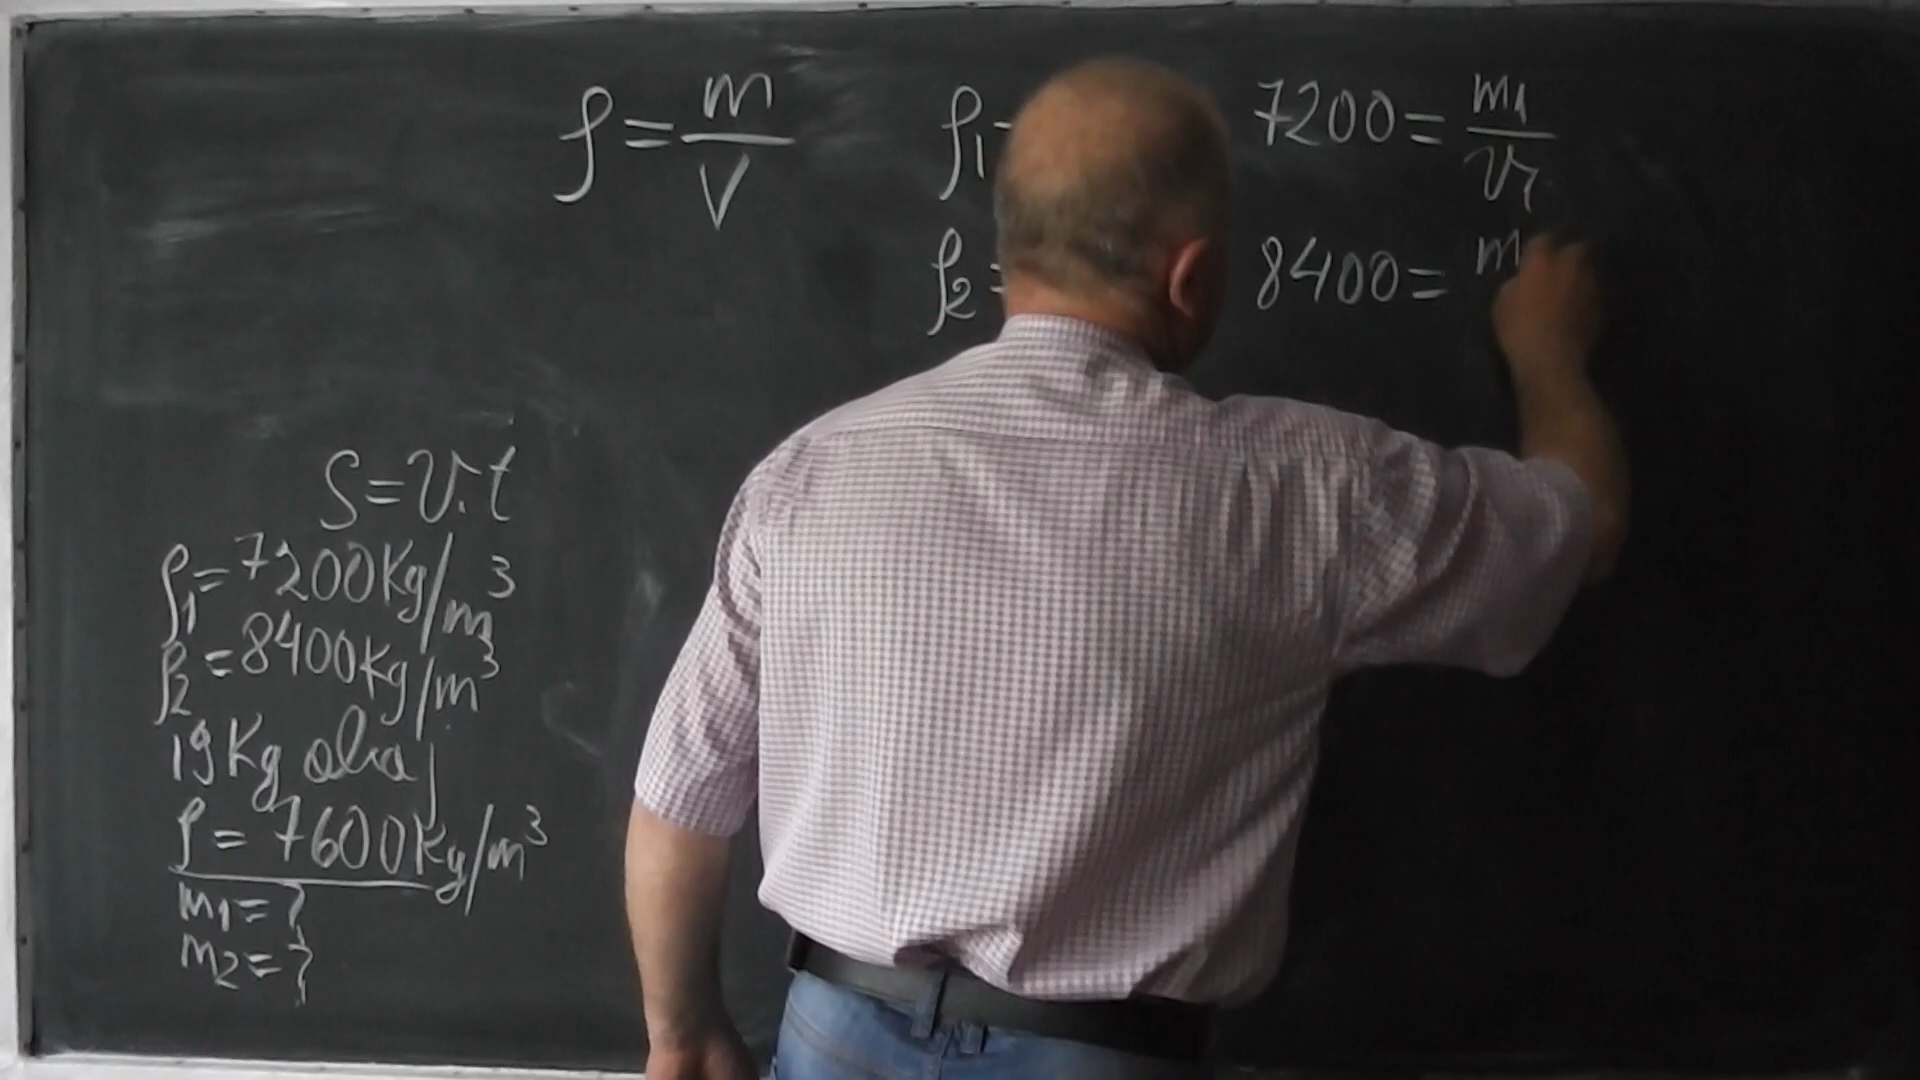 ρ = m/V
ρ₁ 7200 = m₁/V₁
ρ₂ = 8400 = m
S = V·t
ρ₁ = 7200 Kg/m³
ρ₂ = 8400 Kg/m³
19 Kg oba
ρ = 7600 Kg/m³
m₁ = ?
m₂ = ?